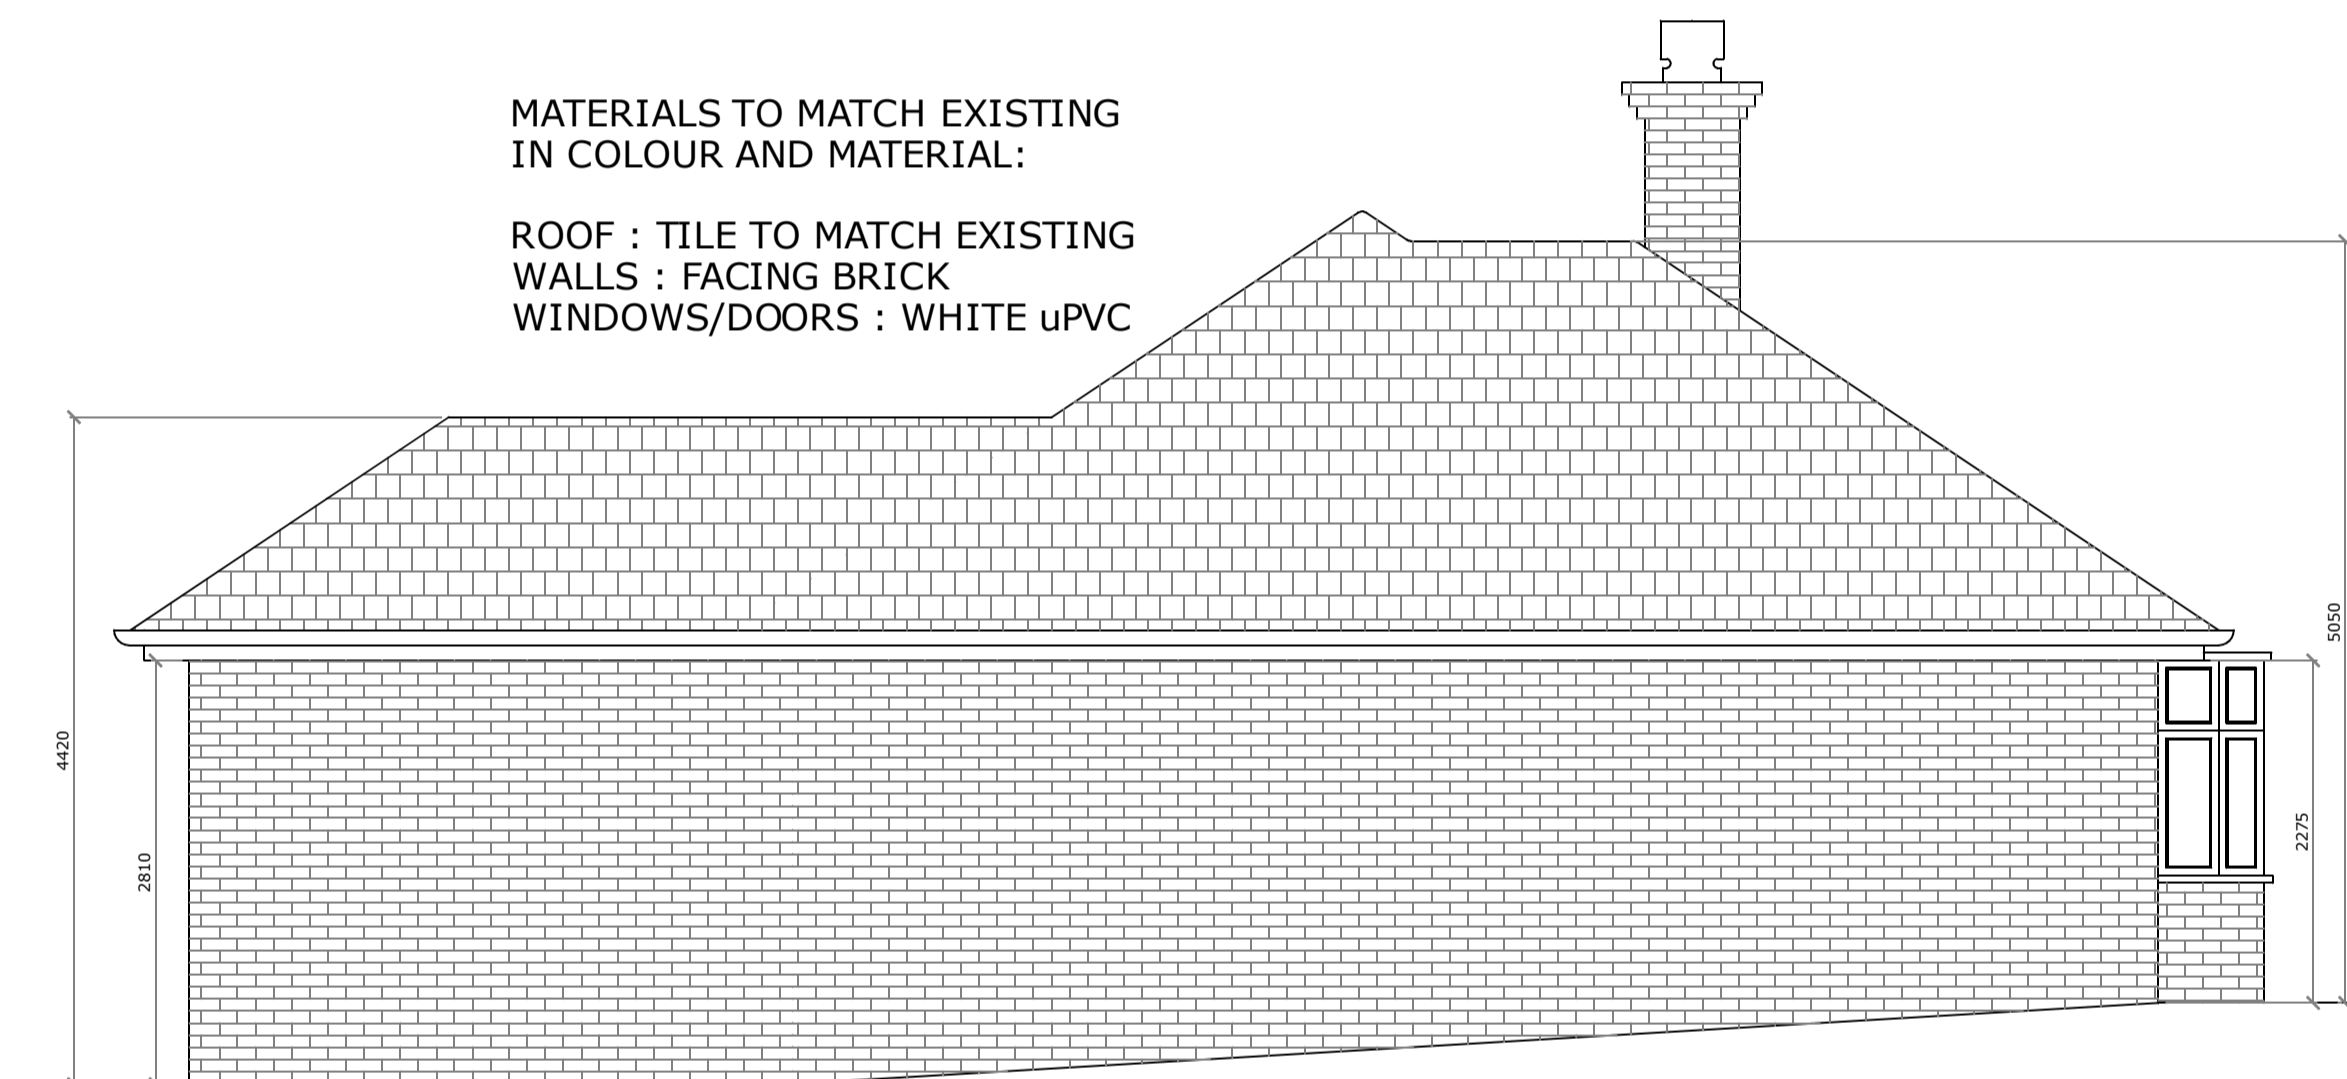 MATERIALS TO MATCH EXISTING
IN COLOUR AND MATERIAL:
ROOF : TILE TO MATCH EXISTING
WALLS : FACING BRICK
WINDOWS/DOORS : WHITE uPVC
4420
2810
5050
2275